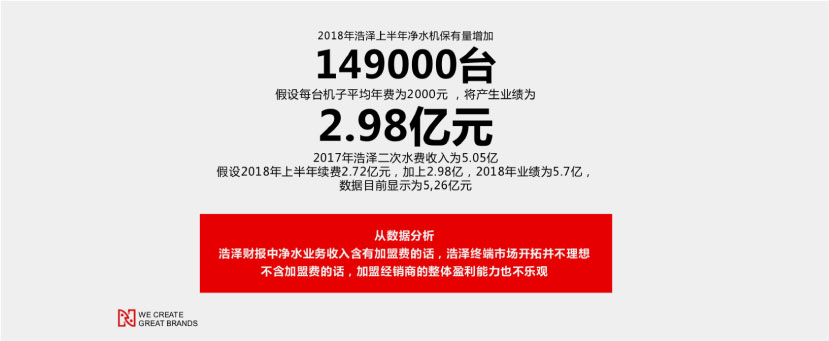 2018年浩泽上半年净水机保有量增加
149000台
假设每台机子平均年费为2000元 ，将产生业绩为
2.98亿元
2017年浩泽二次水费收入为5.05亿
假设2018年上半年续费2.72亿元，加上2.98亿，2018年业绩为5.7亿，
数据目前显示为5,26亿元
从数据分析
浩泽财报中净水业务收入含有加盟费的话，浩泽终端市场开拓并不理想
不含加盟费的话，加盟经销商的整体盈利能力也不乐观
WE CREATE
GREAT BRANDS